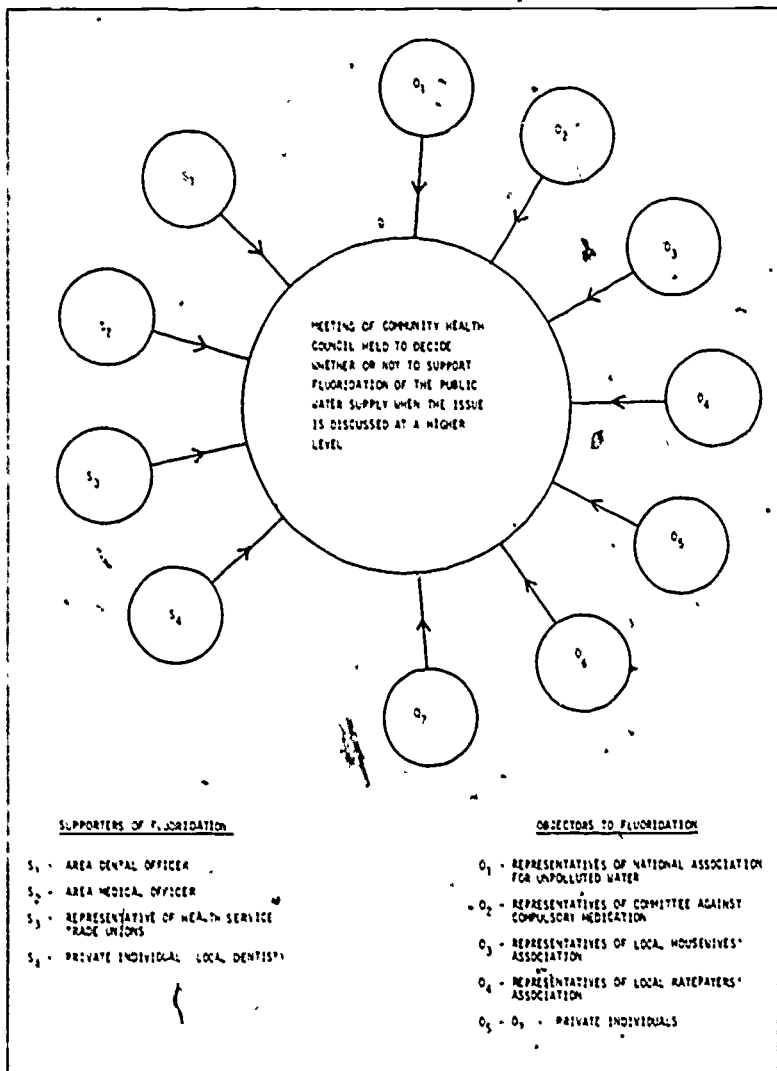 O1
O2
S1
O3
S2
MEETING OF COMMUNITY HEALTH
COUNCIL HELD TO DECIDE
WHETHER OR NOT TO SUPPORT
FLUORIDATION OF THE PUBLIC
WATER SUPPLY WHEN THE ISSUE
IS DISCUSSED AT A HIGHER
LEVEL
O4
S3
O5
S4
O6
O7
SUPPORTERS OF FLUORIDATION
S1 - AREA DENTAL OFFICER
S2 - AREA MEDICAL OFFICER
S3 - REPRESENTATIVE OF HEALTH SERVICE
TRADE UNIONS
S4 - PRIVATE INDIVIDUAL LOCAL DENTIST
OBJECTORS TO FLUORIDATION
O1 - REPRESENTATIVES OF NATIONAL ASSOCIATION
FOR UNPOLLUTED WATER
O2 - REPRESENTATIVES OF COMMITTEE AGAINST
COMPULSORY MEDICATION
O3 - REPRESENTATIVES OF LOCAL HOUSEWIVES'
ASSOCIATION
O4 - REPRESENTATIVES OF LOCAL RATEPAYERS'
ASSOCIATION
O5 - O7 - PRIVATE INDIVIDUALS